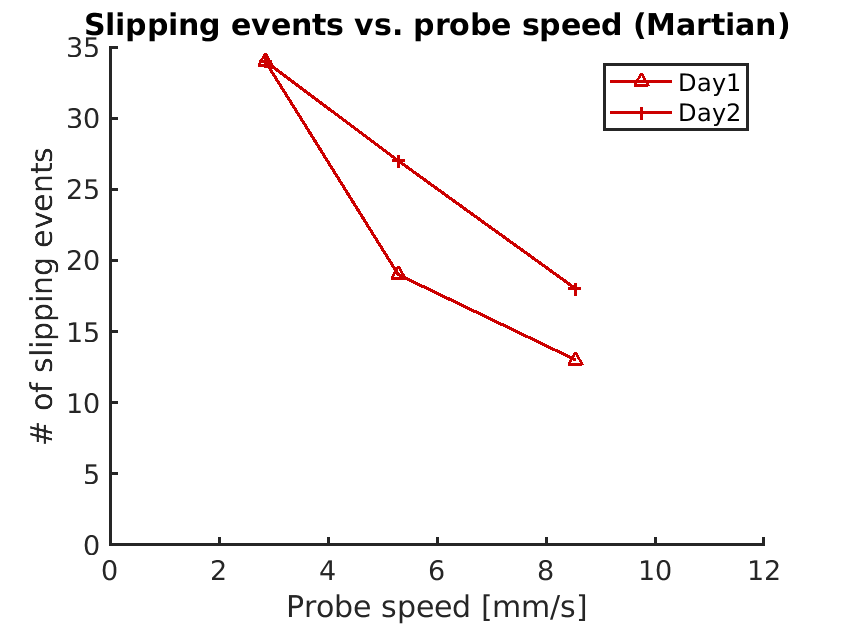 Slipping events vs. probe speed (Martian)
35
30
25
20
15
10
5
0
# of slipping events
Day1
Day2
0 2 4 6 8 10 12
Probe speed [mm/s]